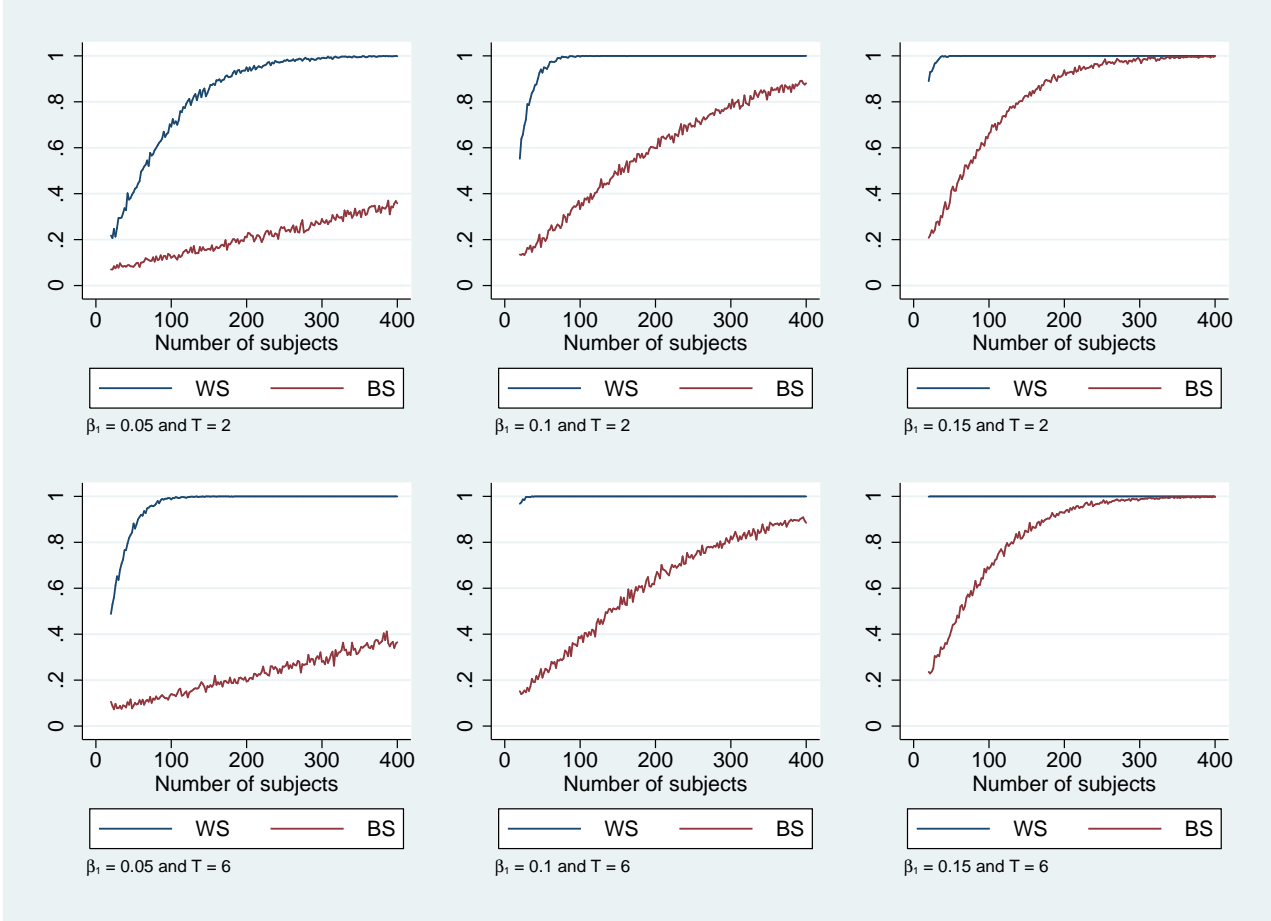 0 .2 .4 .6 .8 1
0 100 200 300 400
Number of subjects
WS BS
β₁ = 0.05 and T = 2
0 .2 .4 .6 .8 1
0 100 200 300 400
Number of subjects
WS BS
β₁ = 0.1 and T = 2
0 .2 .4 .6 .8 1
0 100 200 300 400
Number of subjects
WS BS
β₁ = 0.15 and T = 2
0 .2 .4 .6 .8 1
0 100 200 300 400
Number of subjects
WS BS
β₁ = 0.05 and T = 6
0 .2 .4 .6 .8 1
0 100 200 300 400
Number of subjects
WS BS
β₁ = 0.1 and T = 6
0 .2 .4 .6 .8 1
0 100 200 300 400
Number of subjects
WS BS
β₁ = 0.15 and T = 6